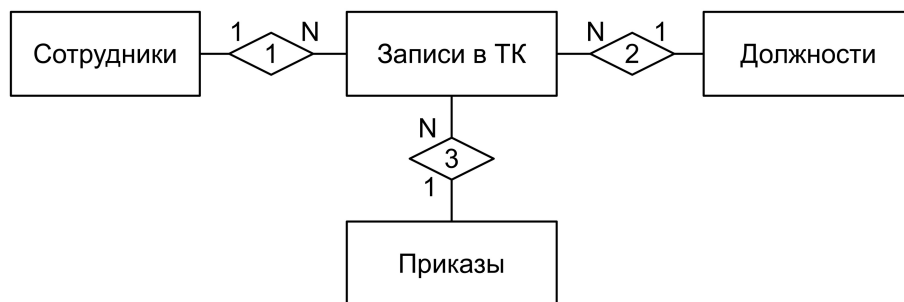 Сотрудники
1
1
N
Записи в ТК
N
2
1
Должности
N
3
1
Приказы